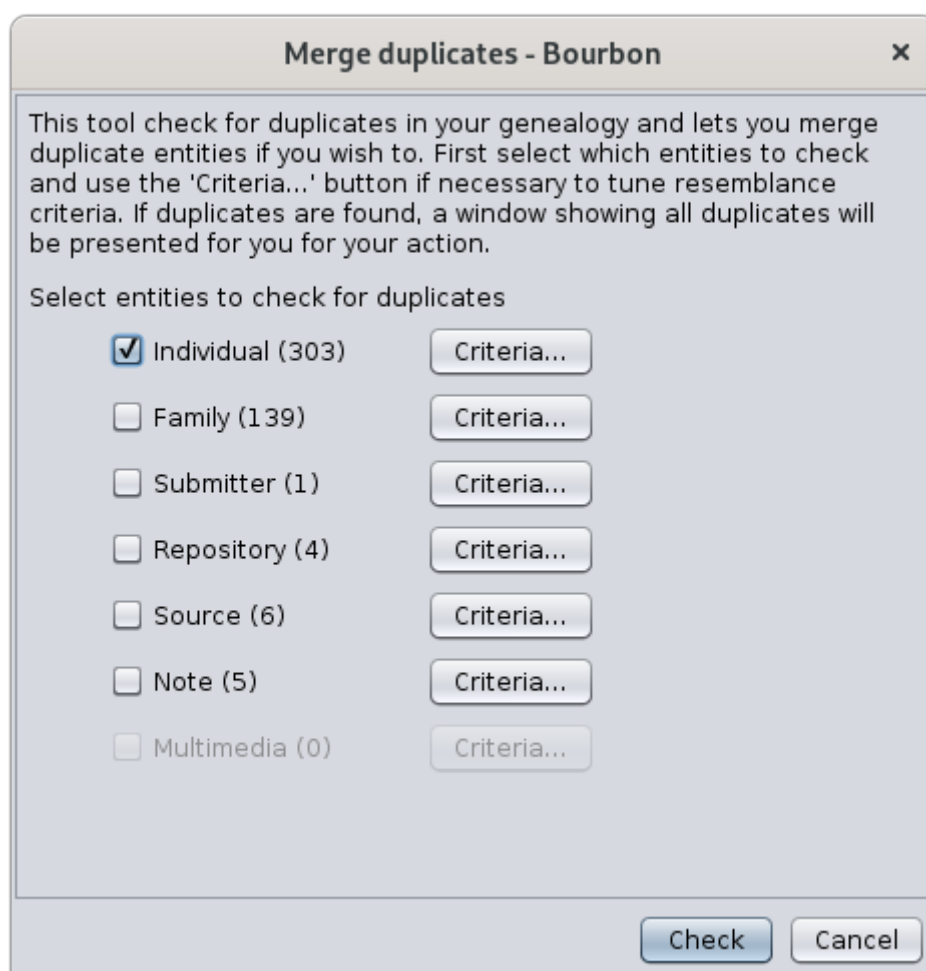 Merge duplicates - Bourbon ×
This tool check for duplicates in your genealogy and lets you merge
duplicate entities if you wish to. First select which entities to check
and use the 'Criteria...' button if necessary to tune resemblance
criteria. If duplicates are found, a window showing all duplicates will
be presented for you for your action.
Select entities to check for duplicates
Individual (303) Criteria...
Family (139) Criteria...
Submitter (1) Criteria...
Repository (4) Criteria...
Source (6) Criteria...
Note (5) Criteria...
Multimedia (0) Criteria...
Check Cancel